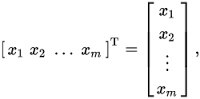 [ x₁ x₂ … xₘ ]ᵀ = [ x₁
x₂
⋮
xₘ ] ,